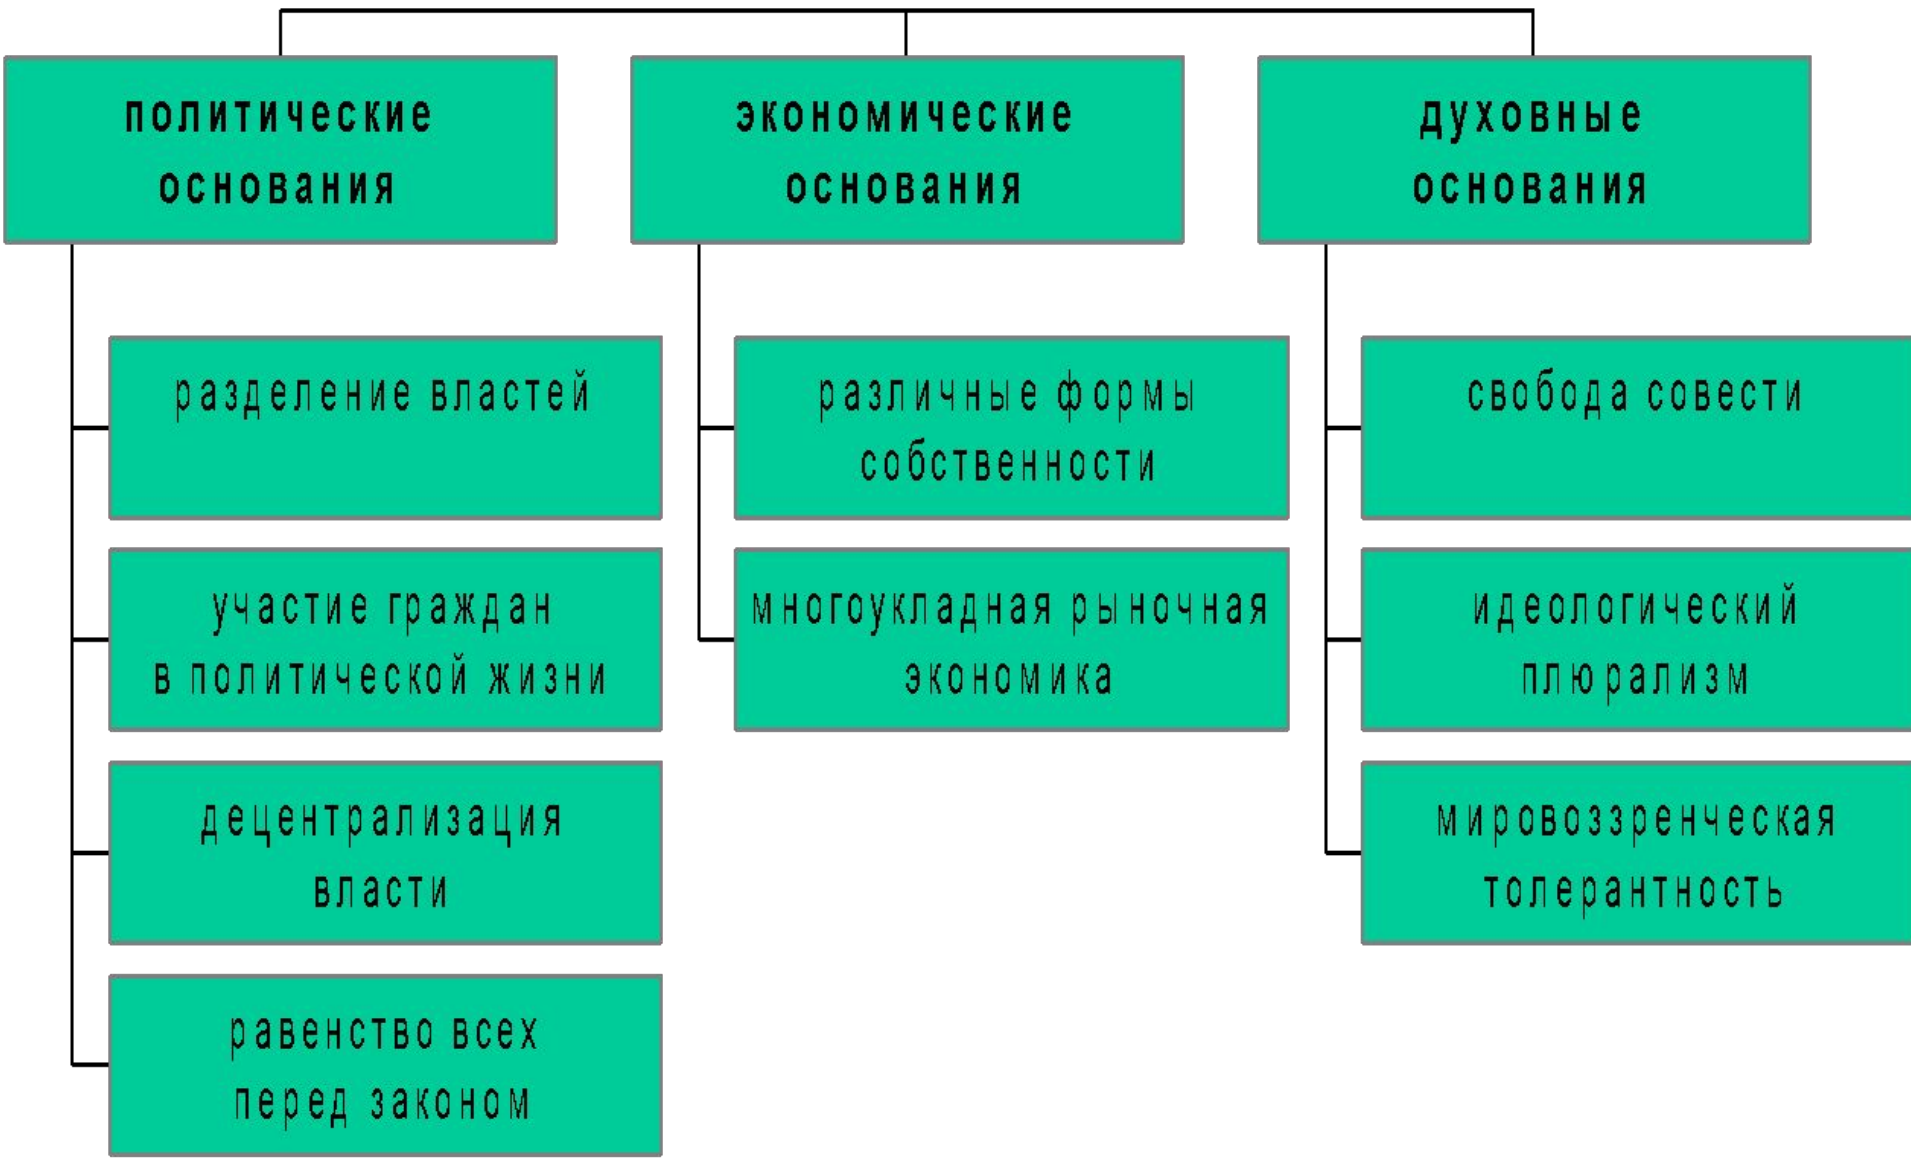 политические
основания
разделение властей
участие граждан
в политической жизни
децентрализация
власти
равенство всех
перед законом
экономические
основания
различные формы
собственности
многоукладная рыночная
экономика
духовные
основания
свобода совести
идеологический
плюрализм
мировоззренческая
толерантность